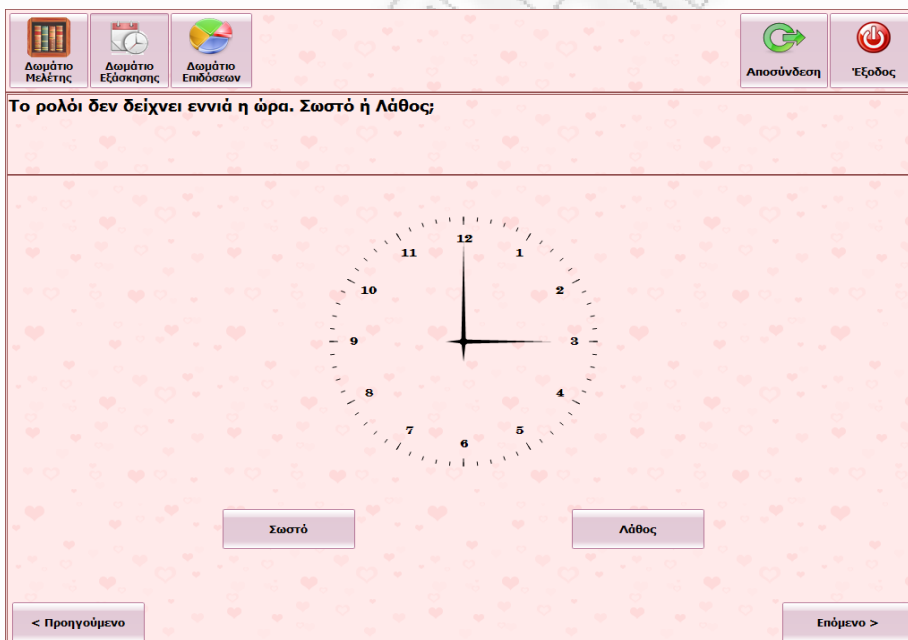 Δωμάτιο
Μελέτης
Δωμάτιο
Εξάσκησης
Δωμάτιο
Επιδόσεων
Αποσύνδεση
Έξοδος
Το ρολόι δεν δείχνει εννιά η ώρα. Σωστό ή Λάθος;
12
11
1
10
2
9
3
8
4
7
5
6
Σωστό
Λάθος
< Προηγούμενο
Επόμενο >